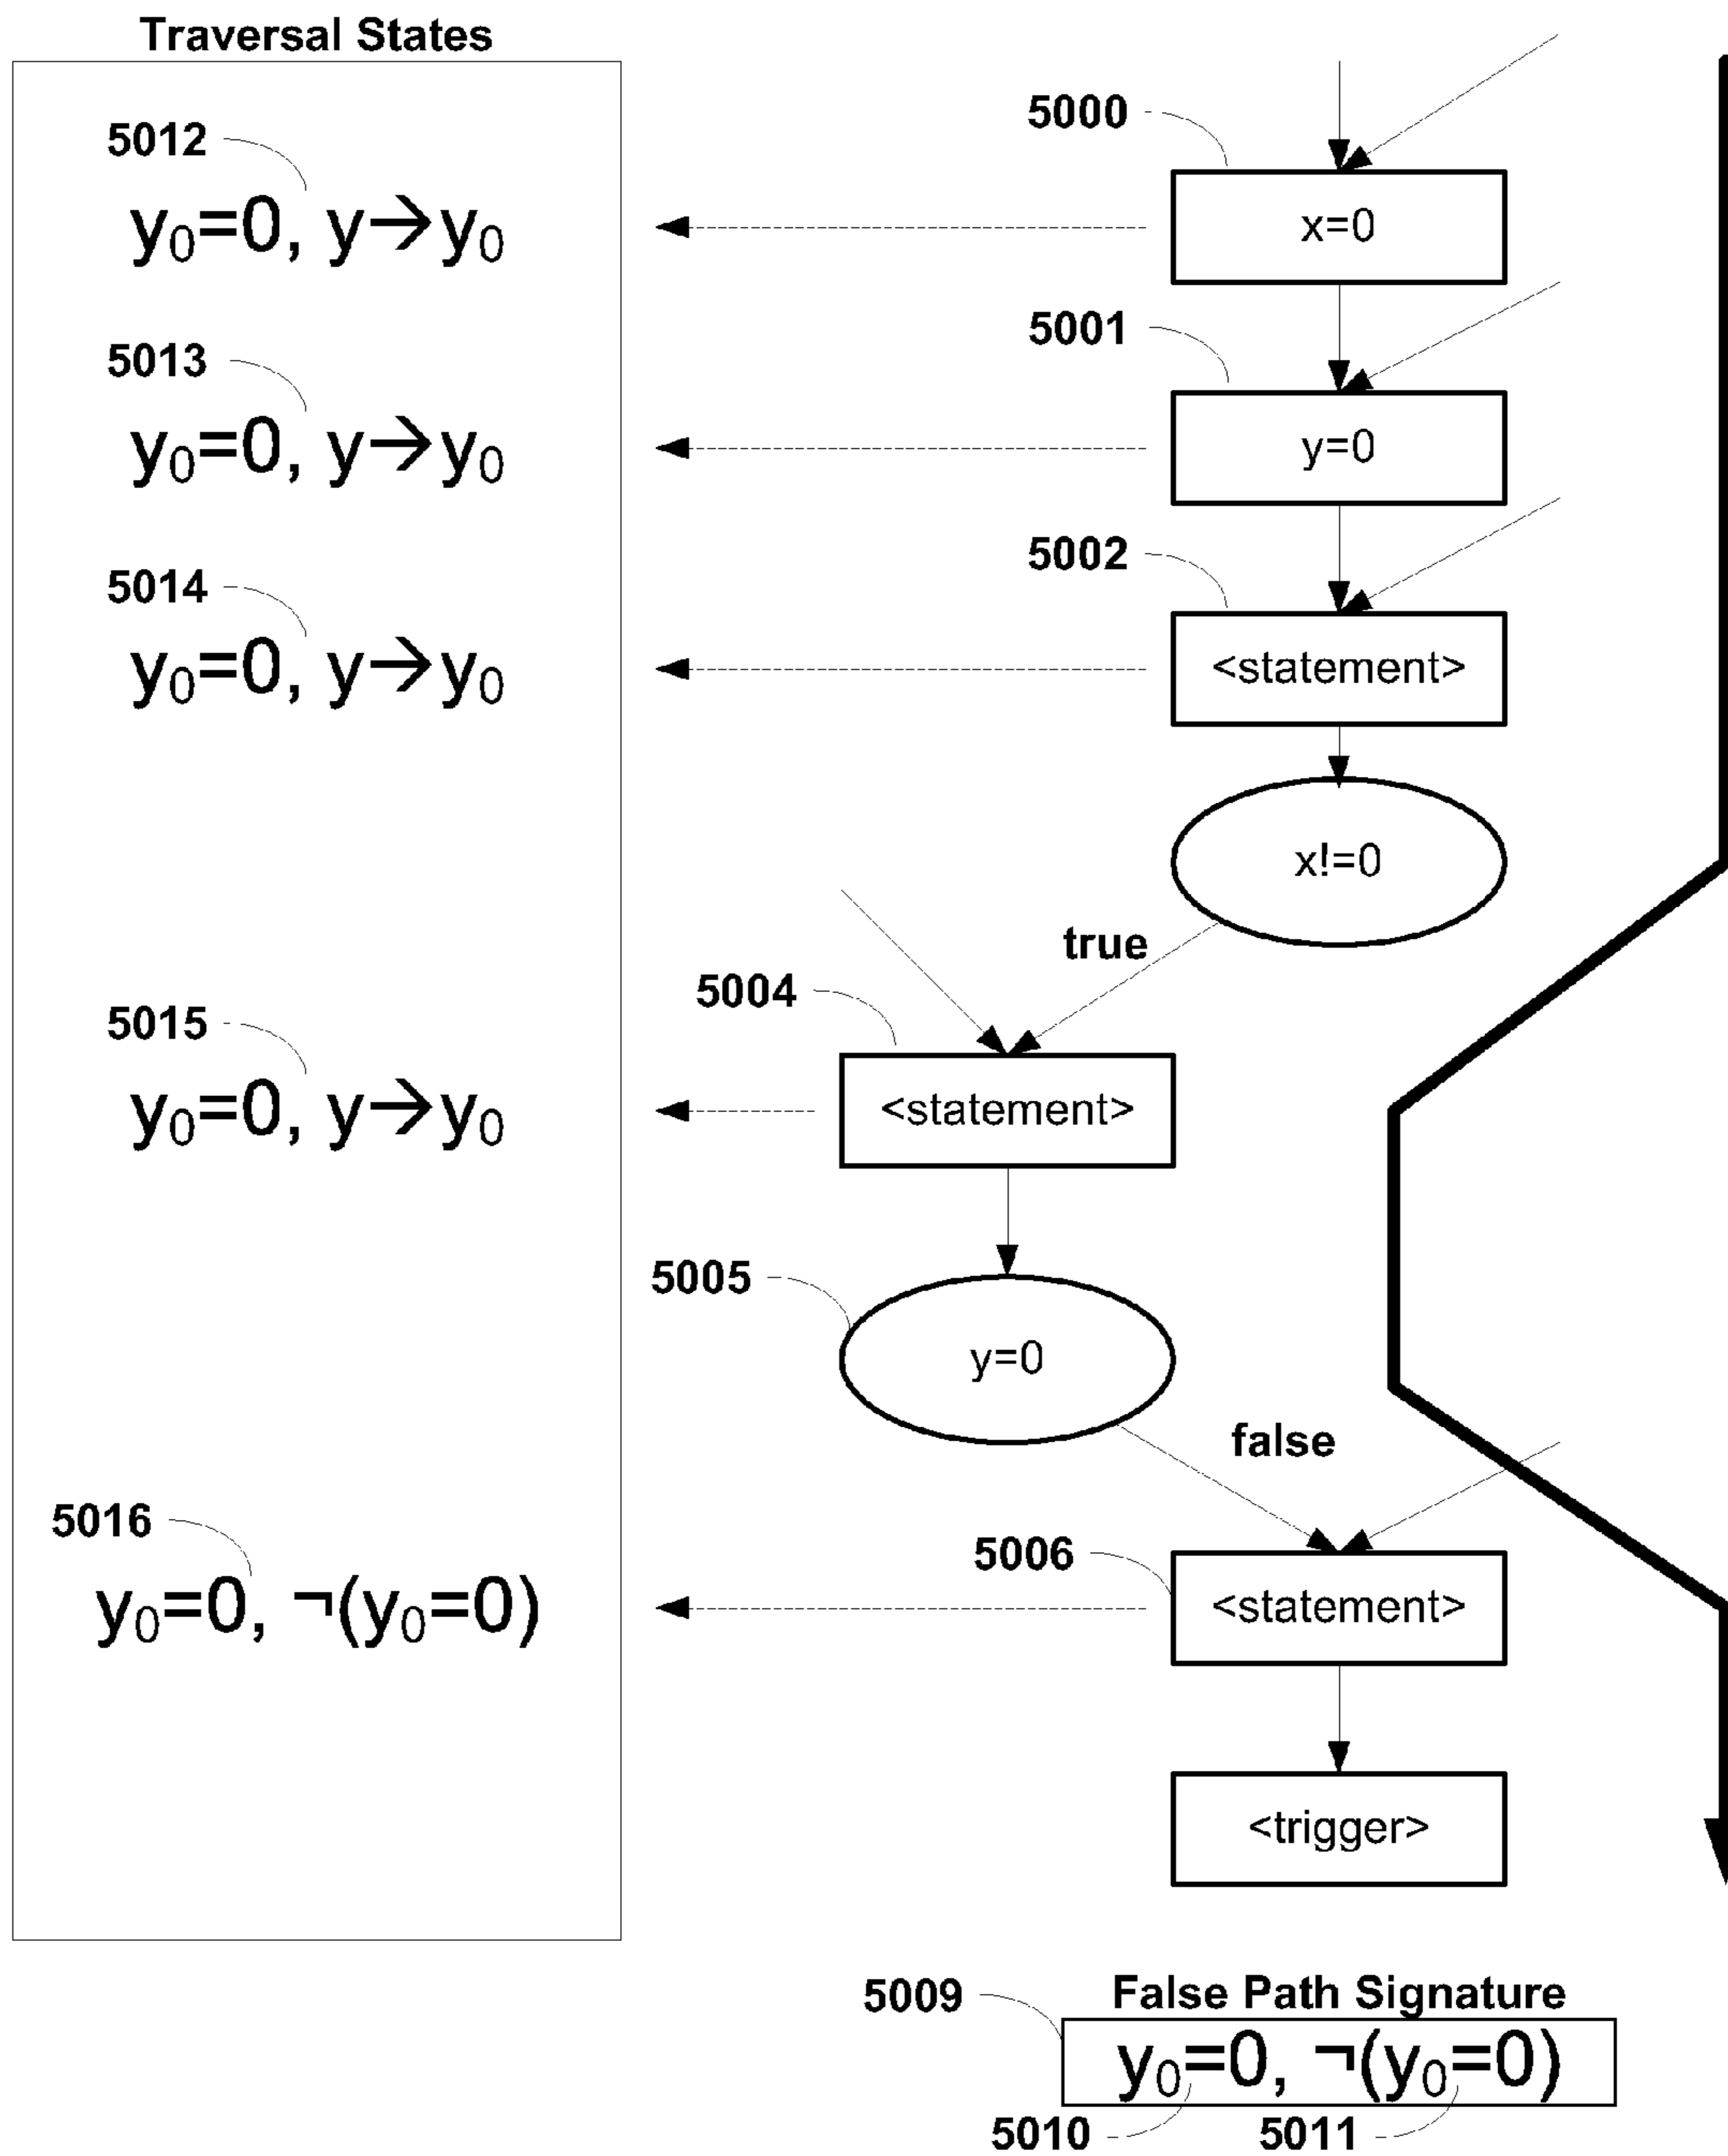 Traversal States
5000
5012
y₀=0, y→y₀
x=0
5001
5013
y₀=0, y→y₀
y=0
5002
5014
y₀=0, y→y₀
<statement>
x!=0
true
5004
5015
y₀=0, y→y₀
<statement>
5005
y=0
false
5016
5006
y₀=0, ¬(y₀=0)
<statement>
<trigger>
5009
False Path Signature
y₀=0, ¬(y₀=0)
5010
5011